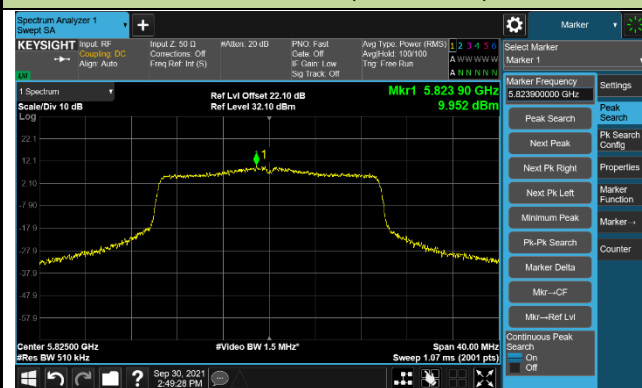 Spectrum Analyzer 1
Swept SA
+
Marker
KEYSIGHT
Input: RF
Coupling: DC
Align: Auto
Input Z: 50 Ω
Corrections: Off
Freq Ref: Int (S)
#Atten: 20 dB
PNO: Fast
Gate: Off
IF Gain: Low
Sig Track: Off
Avg Type: Power (RMS)
Avg|Hold: 100/100
Trig: Free Run
1 2 3 4 5 6
A W W W W W
A N N N N N
LXI
1 Spectrum
Scale/Div 10 dB
Log
Ref Lvl Offset 22.10 dB
Ref Level 32.10 dBm
Mkr1 5.823 90 GHz
9.952 dBm
22.1
12.1
2.10
-7.90
-17.9
-27.9
-37.9
-47.9
-57.9
1
Center 5.82500 GHz
#Res BW 510 kHz
#Video BW 1.5 MHz*
Span 40.00 MHz
Sweep 1.07 ms (2001 pts)
Select Marker
Marker 1
Marker Frequency
5.823900000 GHz
Peak Search
Next Peak
Next Pk Right
Next Pk Left
Minimum Peak
Pk-Pk Search
Marker Delta
Mkr→CF
Mkr→Ref Lvl
Continuous Peak
Search
On
Off
Settings
Peak
Search
Pk Search
Config
Properties
Marker
Function
Marker→
Counter
?
Sep 30, 2021
2:49:28 PM